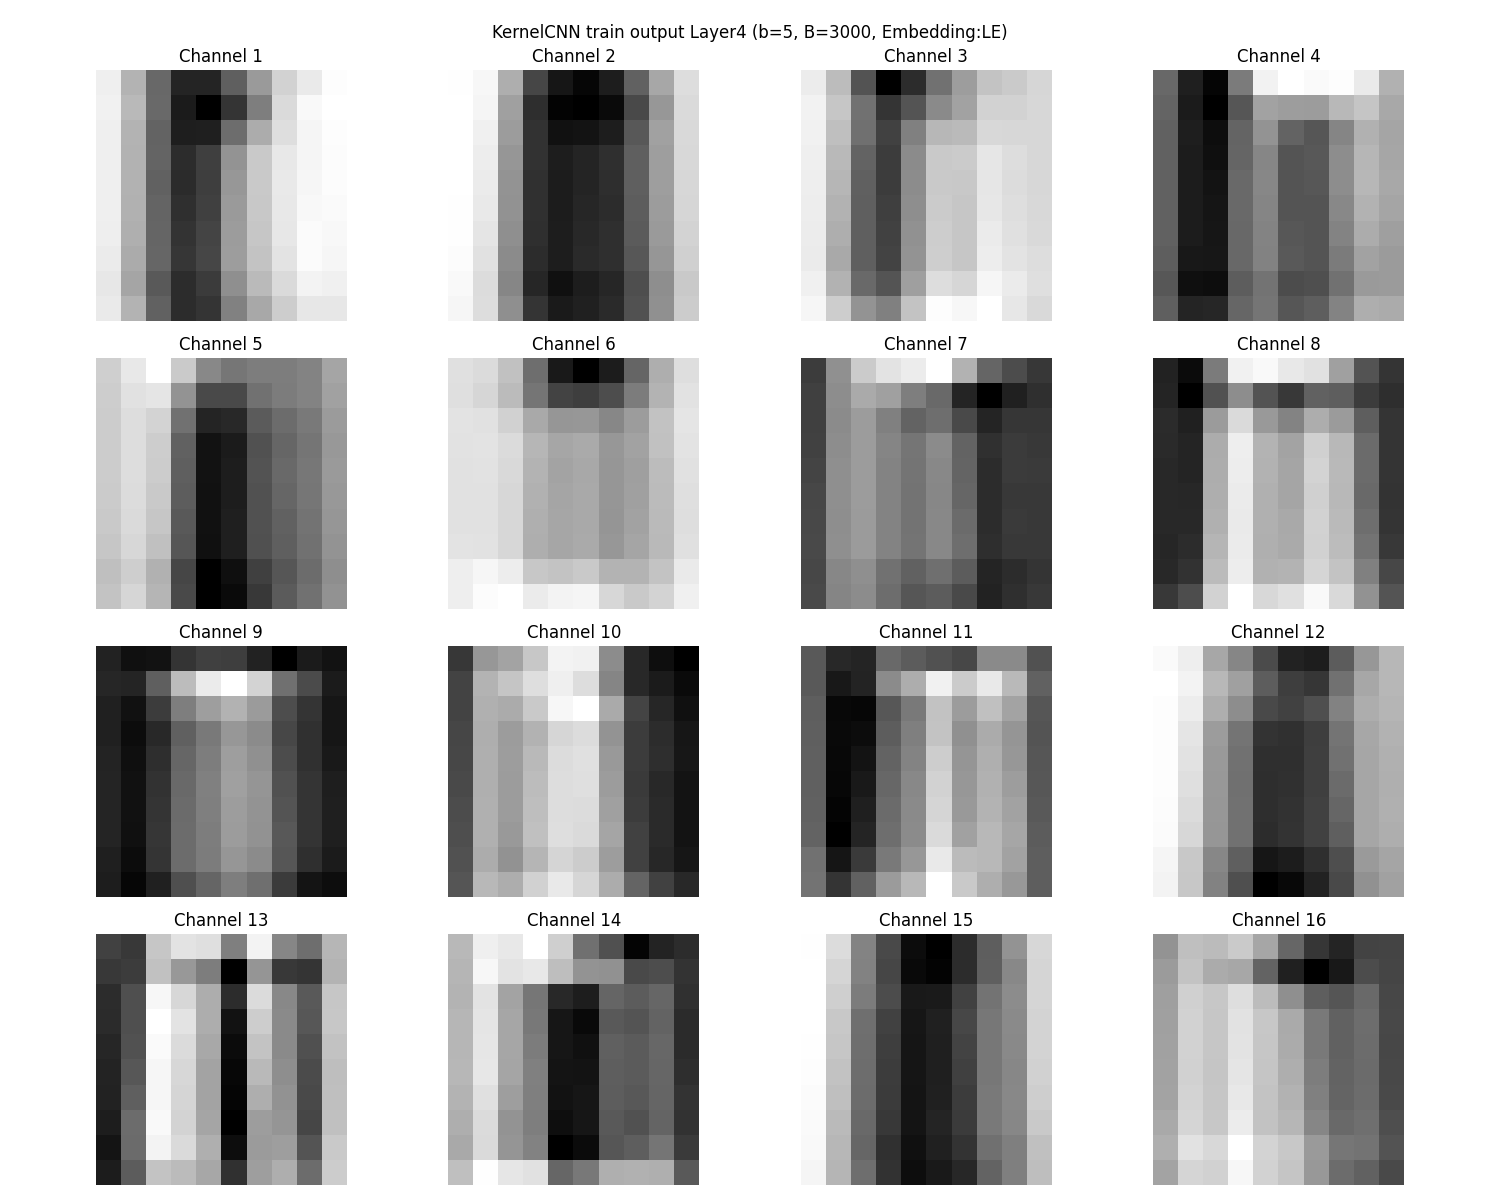 KernelCNN train output Layer4 (b=5, B=3000, Embedding:LE)
Channel 1
Channel 2
Channel 3
Channel 4
Channel 5
Channel 6
Channel 7
Channel 8
Channel 9
Channel 10
Channel 11
Channel 12
Channel 13
Channel 14
Channel 15
Channel 16